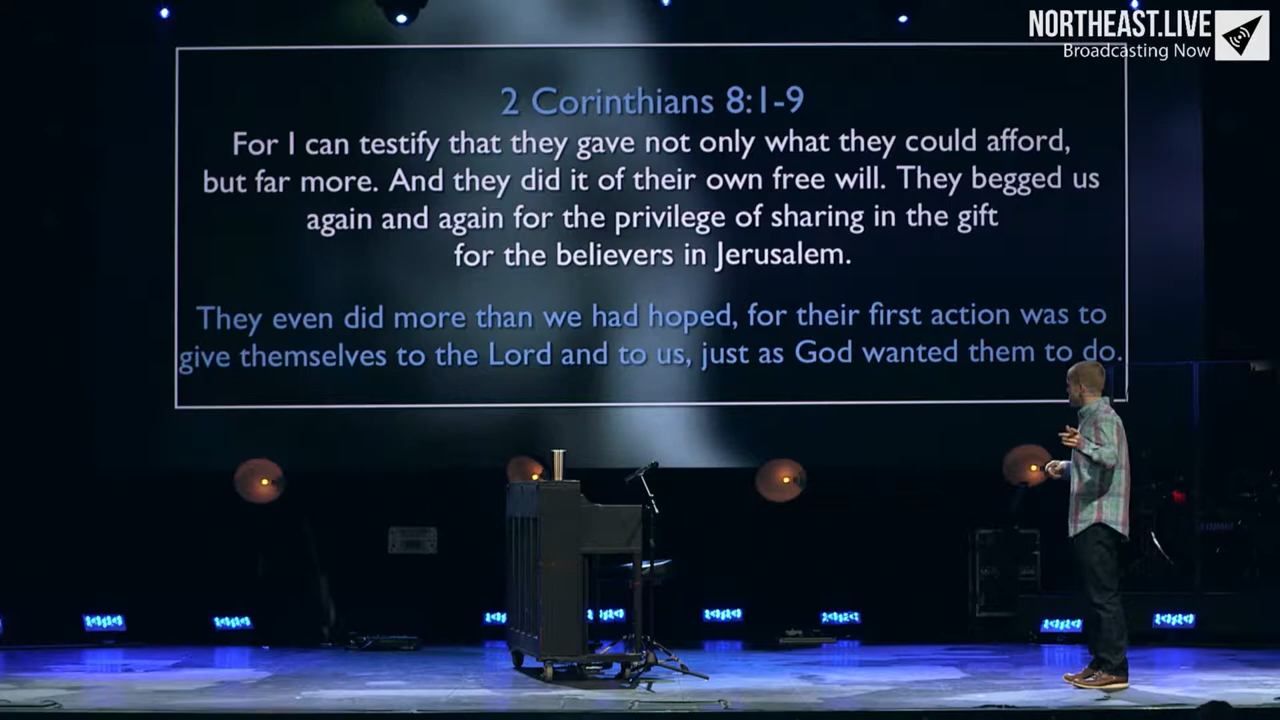 NORTHEAST.LIVE
Broadcasting Now
2 Corinthians 8:1-9
For I can testify that they gave not only what they could afford,
but far more. And they did it of their own free will. They begged us
again and again for the privilege of sharing in the gift
for the believers in Jerusalem.
They even did more than we had hoped, for their first action was to
give themselves to the Lord and to us, just as God wanted them to do.